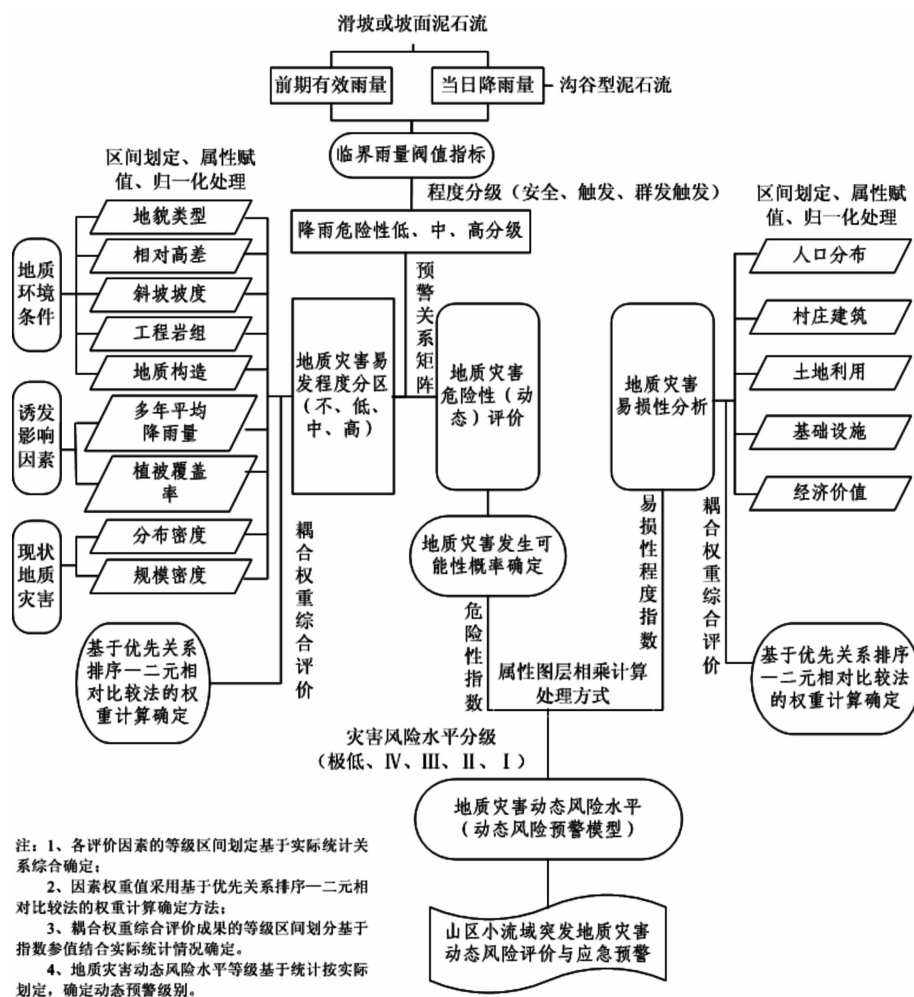 滑坡或坡面泥石流
前期有效雨量
当日降雨量
沟谷型泥石流
临界雨量阀值指标
程度分级（安全、触发、群发触发）
降雨危险性低、中、高分级
区间划定、属性赋
值、归一化处理
地质
环境
条件
地貌类型
相对高差
斜坡坡度
工程岩组
地质构造
诱发
影响
因素
多年平均
降雨量
植被覆盖
率
现状
地质
灾害
分布密度
规模密度
基于优先关系
排序—二元相
对比较法的权
重计算确定
耦合权重综合评价
地质灾害易
发程度分区
（不、低、
中、高）
预警关系矩阵
地质灾害
危险性（动
态）评价
地质灾害发生可
能性概率确定
危险性指数
地质灾害
易损性分析
易损性程度指数
区间划定、属性赋
值、归一化处理
人口分布
村庄建筑
土地利用
基础设施
经济价值
耦合权重综合评价
基于优先关系排序
—二元相对比较法
的权重计算确定
属性图层相乘计算
处理方式
灾害风险水平分级
（极低、Ⅳ、Ⅲ、Ⅱ、Ⅰ）
地质灾害动态风险水平
（动态风险预警模型）
山区小流域突发地质灾害
动态风险评价与应急预警
注：1、各评价因素的等级区间划定基于实际统计关
系综合确定；
2、因素权重值采用基于优先关系排序—二元相
对比较法的权重计算确定方法；
3、耦合权重综合评价成果的等级区间划分基于
指数参值结合实际统计情况确定。
4、地质灾害动态风险水平等级基于统计按实际
划定，确定动态预警级别。